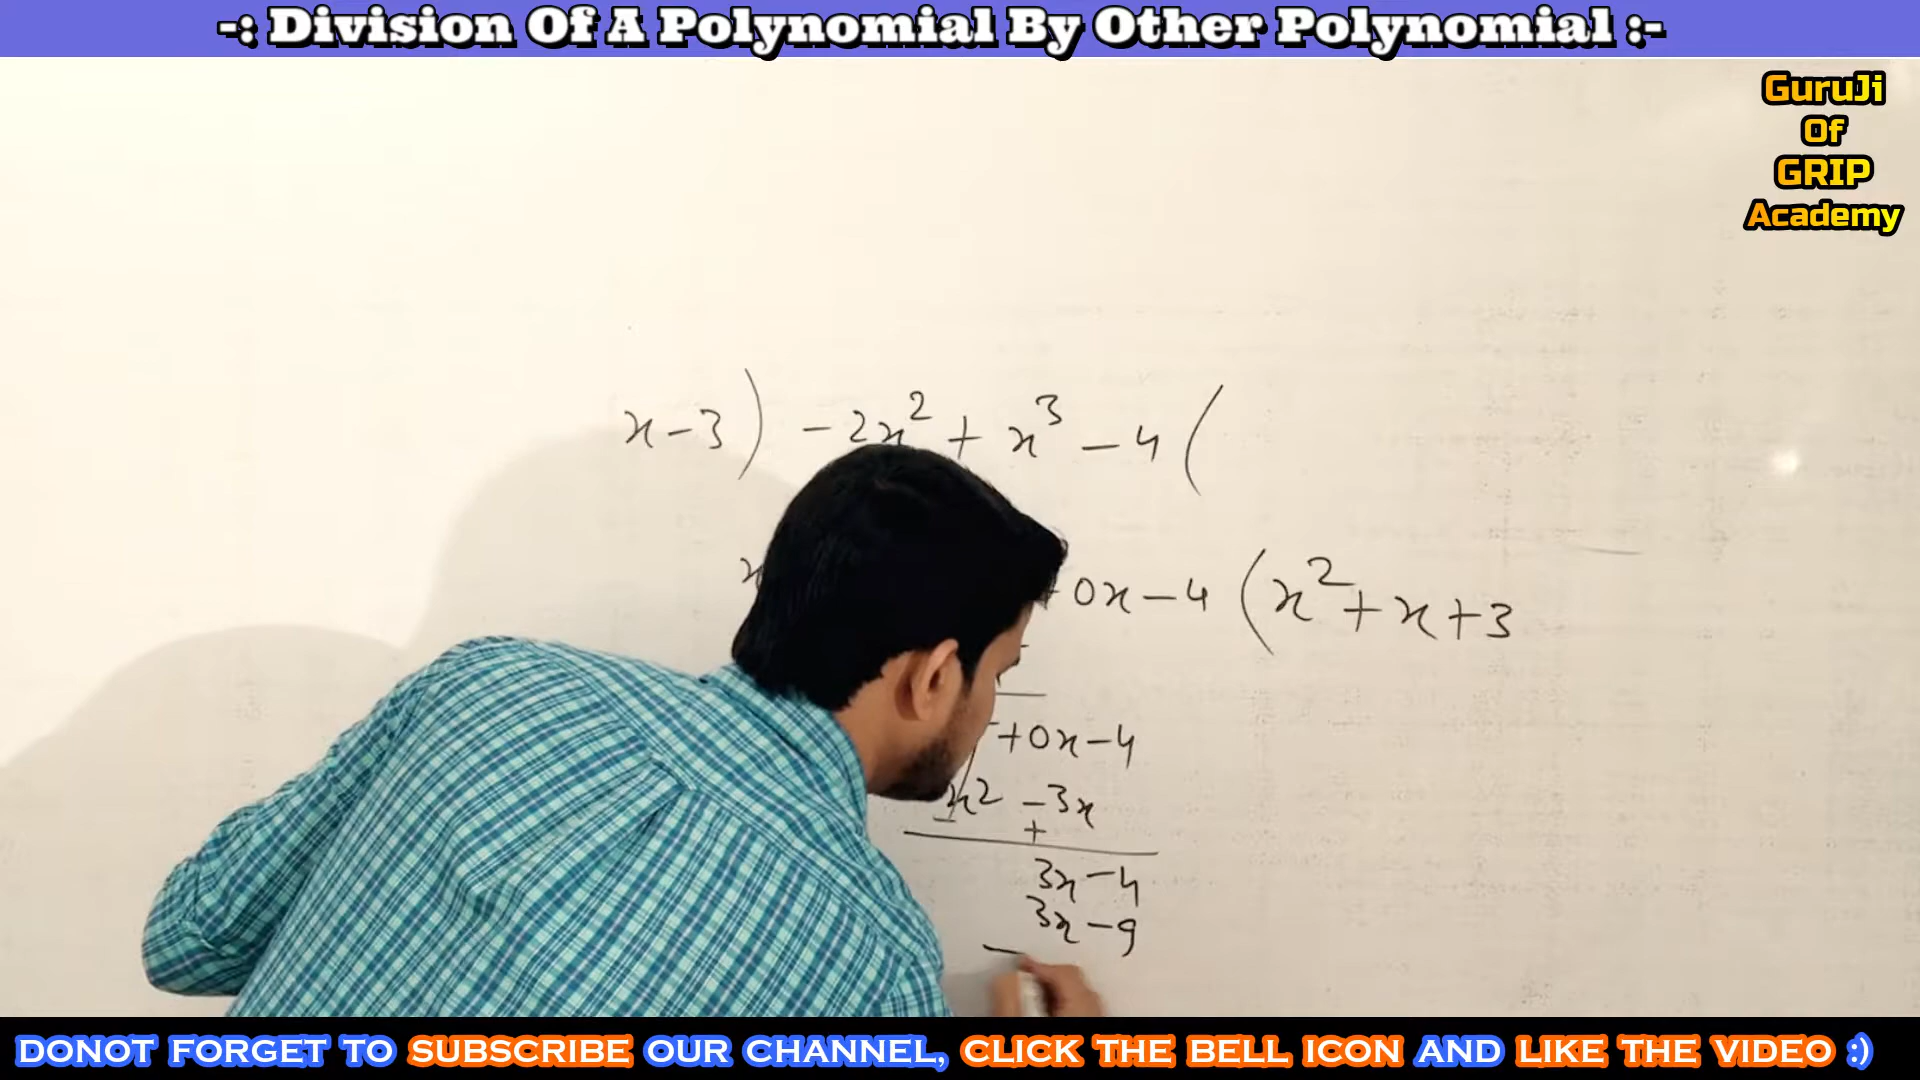 -: Division Of A Polynomial By Other Polynomial :-
GuruJi
Of
GRIP
Academy
x-3) -2x² + x³ - 4 (
0x-4 (x²+x+3
+0x-4
x² -3x
- +
3x-4
3x-9
DONOT FORGET TO SUBSCRIBE OUR CHANNEL, CLICK THE BELL ICON AND LIKE THE VIDEO :)